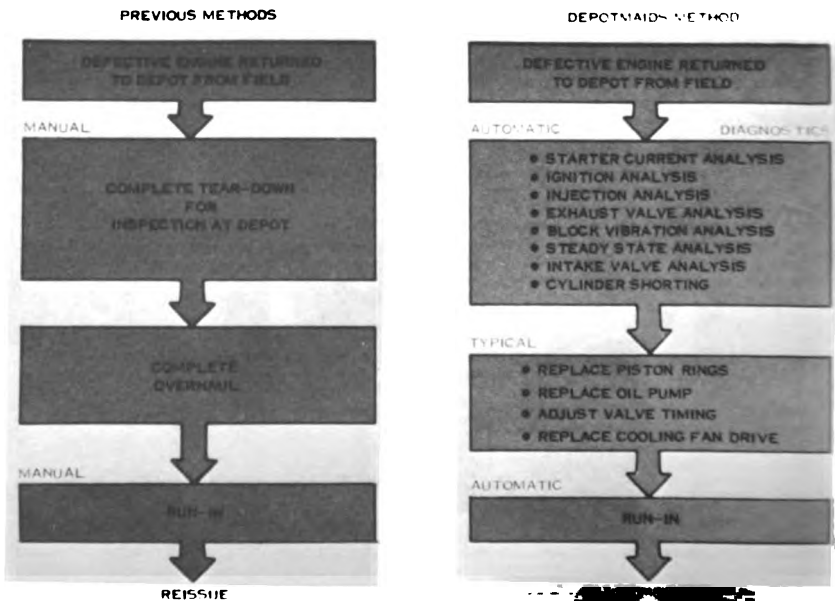 PREVIOUS METHODS
DEFECTIVE ENGINE RETURNED
TO DEPOT FROM FIELD
MANUAL
COMPLETE TEAR-DOWN
FOR
INSPECTION AT DEPOT
COMPLETE
OVERHAUL
MANUAL
RUN-IN
REISSUE
DEPOTMAIDS METHOD
DEFECTIVE ENGINE RETURNED
TO DEPOT FROM FIELD
AUTOMATIC DIAGNOSTICS
• STARTER CURRENT ANALYSIS
• IGNITION ANALYSIS
• INJECTION ANALYSIS
• EXHAUST VALVE ANALYSIS
• BLOCK VIBRATION ANALYSIS
• STEADY STATE ANALYSIS
• INTAKE VALVE ANALYSIS
• CYLINDER SHORTING
TYPICAL
• REPLACE PISTON RINGS
• REPLACE OIL PUMP
• ADJUST VALVE TIMING
• REPLACE COOLING FAN DRIVE
AUTOMATIC
RUN-IN